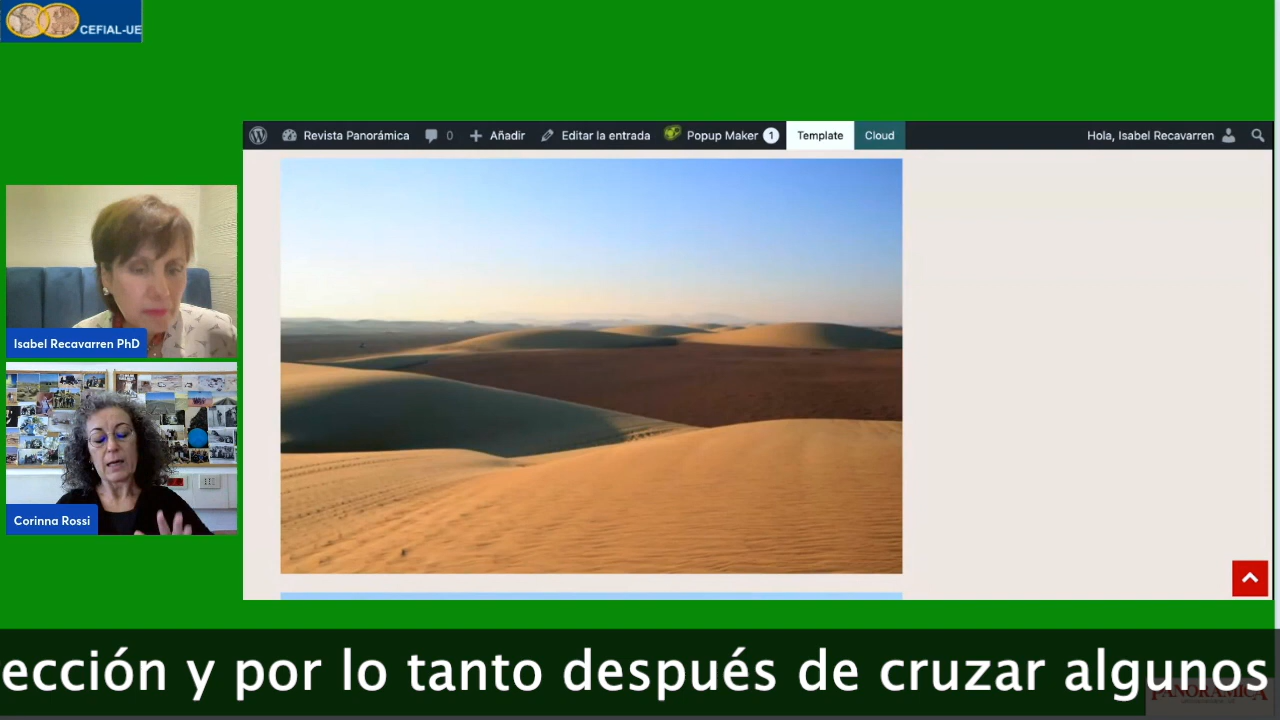 CEFIAL-UE
Revista Panorámica 0 Añadir Editar la entrada Popup Maker 1 Template Cloud Hola, Isabel Recavarren
Isabel Recavarren PhD
Corinna Rossi
ección y por lo tanto después de cruzar algunos
PANORÁMICA